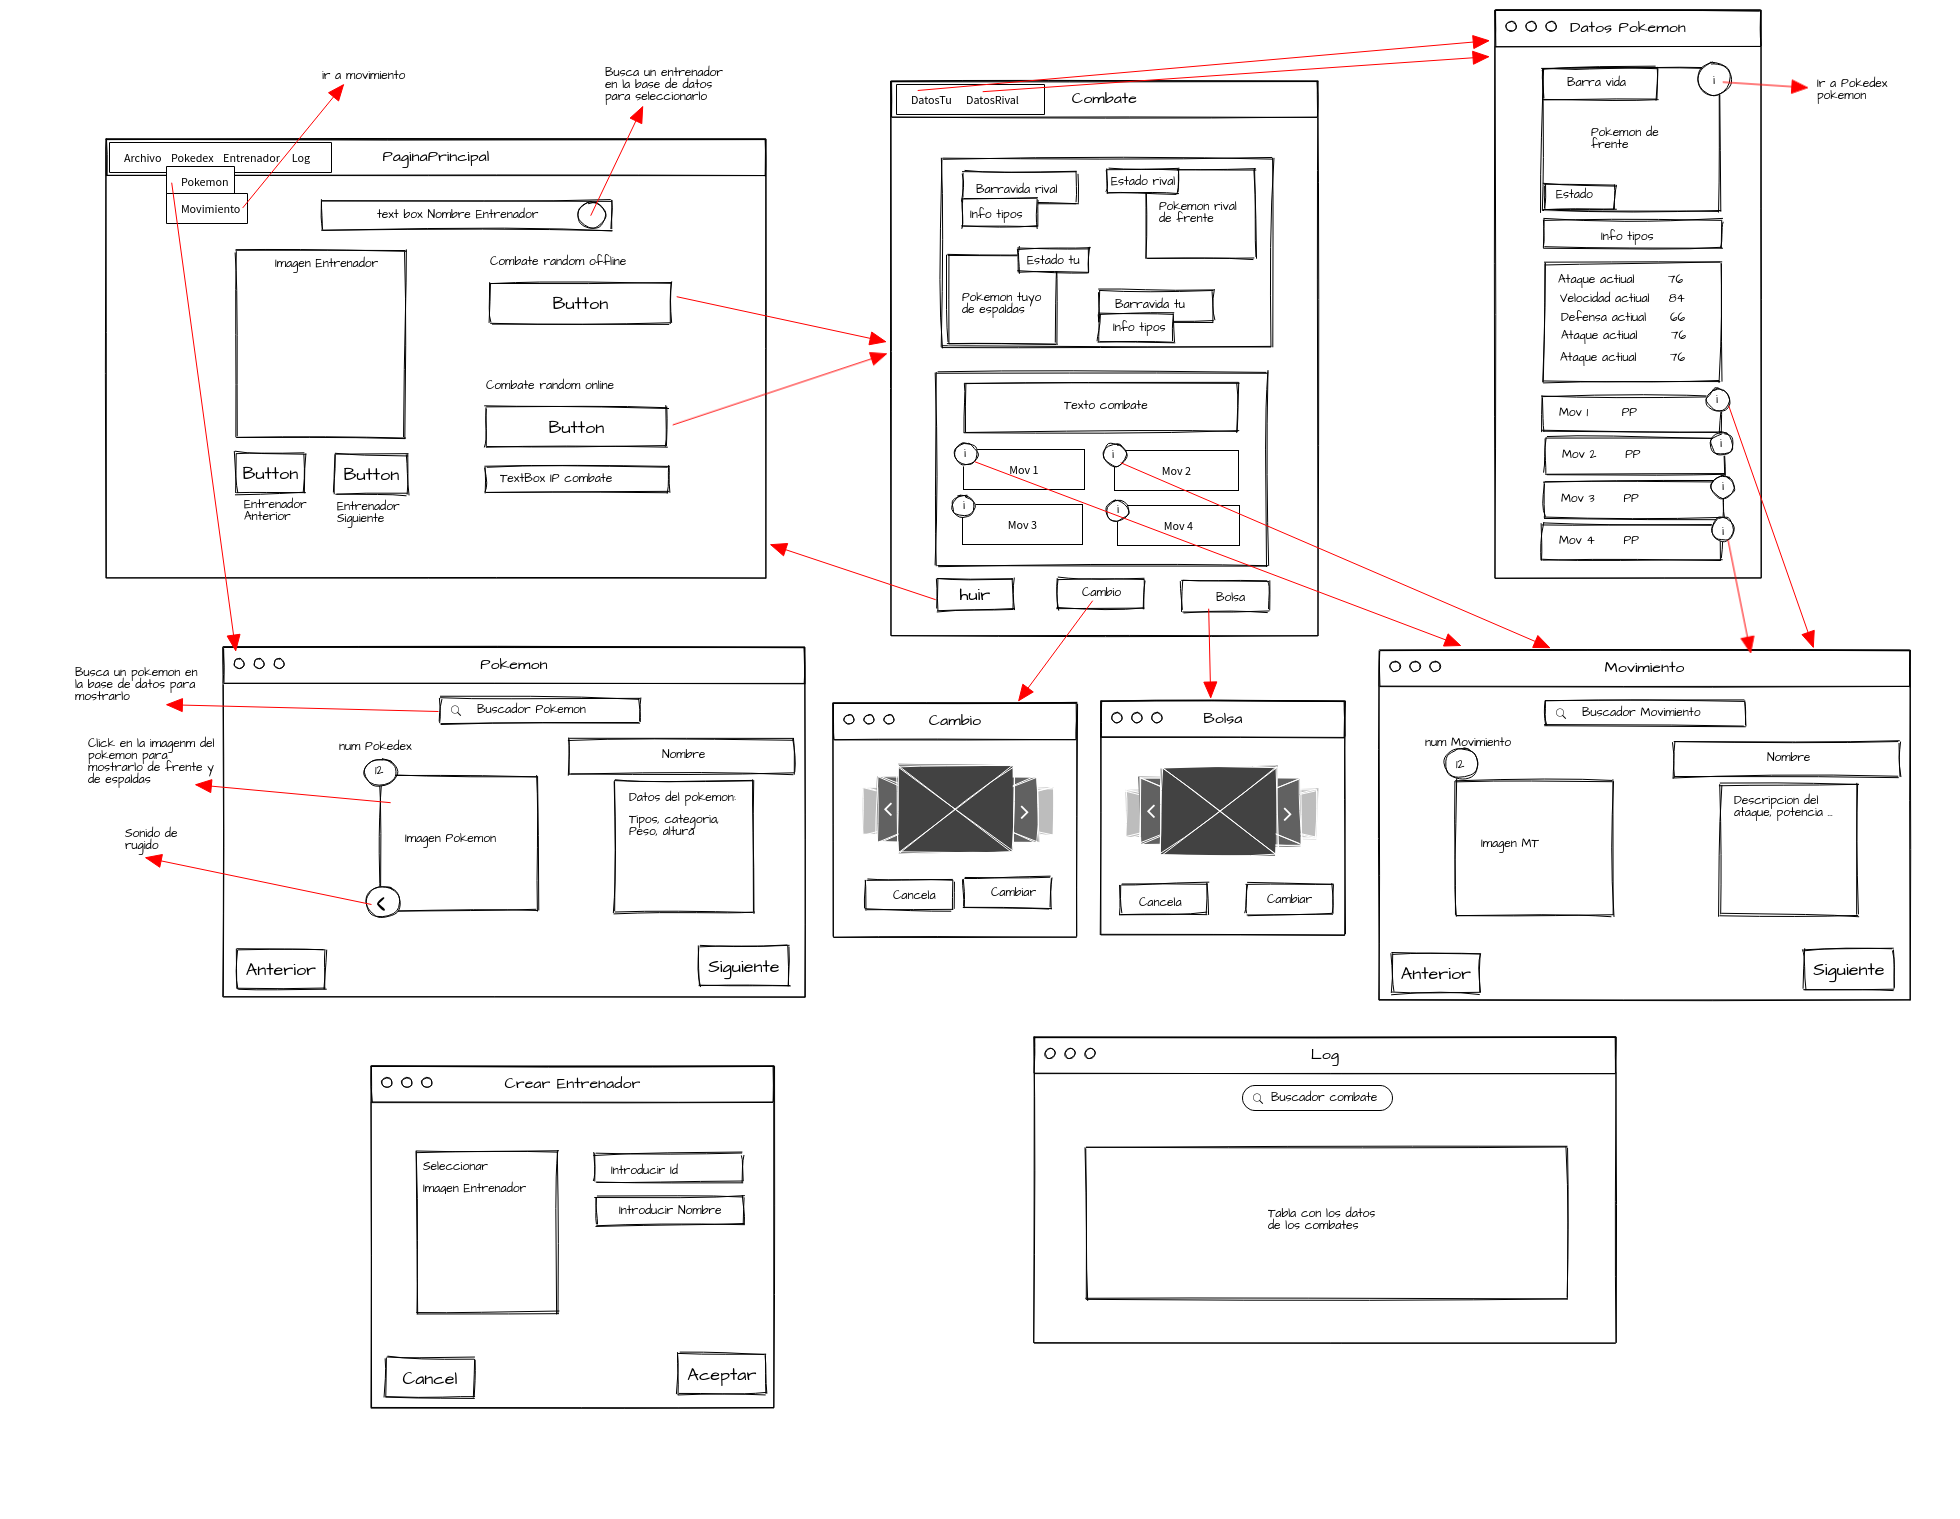 ir a movimiento
Busca un entrenador
en la base de datos
para seleccionarlo
Archivo Pokedex Entrenador Log
PaginaPrincipal
Pokemon
Movimiento
text box Nombre Entrenador
Imagen Entrenador
Combate random offline
Button
Combate random online
Button
TextBox IP combate
Button
Button
Entrenador
Anterior
Entrenador
Siguiente
DatosTu DatosRival
Combate
Barravida rival
Info tipos
Estado rival
Pokemon rival
de frente
Estado tu
Pokemon tuyo
de espaldas
Barravida tu
Info tipos
Texto combate
i
Mov 1
i
Mov 2
i
Mov 3
i
Mov 4
huir
Cambio
Bolsa
Datos Pokemon
Barra vida
i
Ir a Pokedex
pokemon
Pokemon de
frente
Estado
Info tipos
Ataque actiual 76
Velocidad actiual 84
Defensa actiual 66
Ataque actiual 76
Ataque actiual 76
Mov 1 PP
i
Mov 2 PP
i
Mov 3 PP
i
Mov 4 PP
i
Busca un pokemon en
la base de datos para
mostrarlo
Click en la imagenm del
pokemon para
mostrarlo de frente y
de espaldas
Sonido de
rugido
Pokemon
Buscador Pokemon
num Pokedex
12
Imagen Pokemon
Nombre
Datos del pokemon:
Tipos, categoria,
Peso, altura
Anterior
Siguiente
Cambio
Cancela
Cambiar
Bolsa
Cancela
Cambiar
Movimiento
Buscador Movimiento
num Movimiento
12
Imagen MT
Nombre
Descripcion del
ataque, potencia ...
Anterior
Siguiente
Crear Entrenador
Seleccionar
Imagen Entrenador
Introducir Id
Introducir Nombre
Cancel
Aceptar
Log
Buscador combate
Tabla con los datos
de los combates